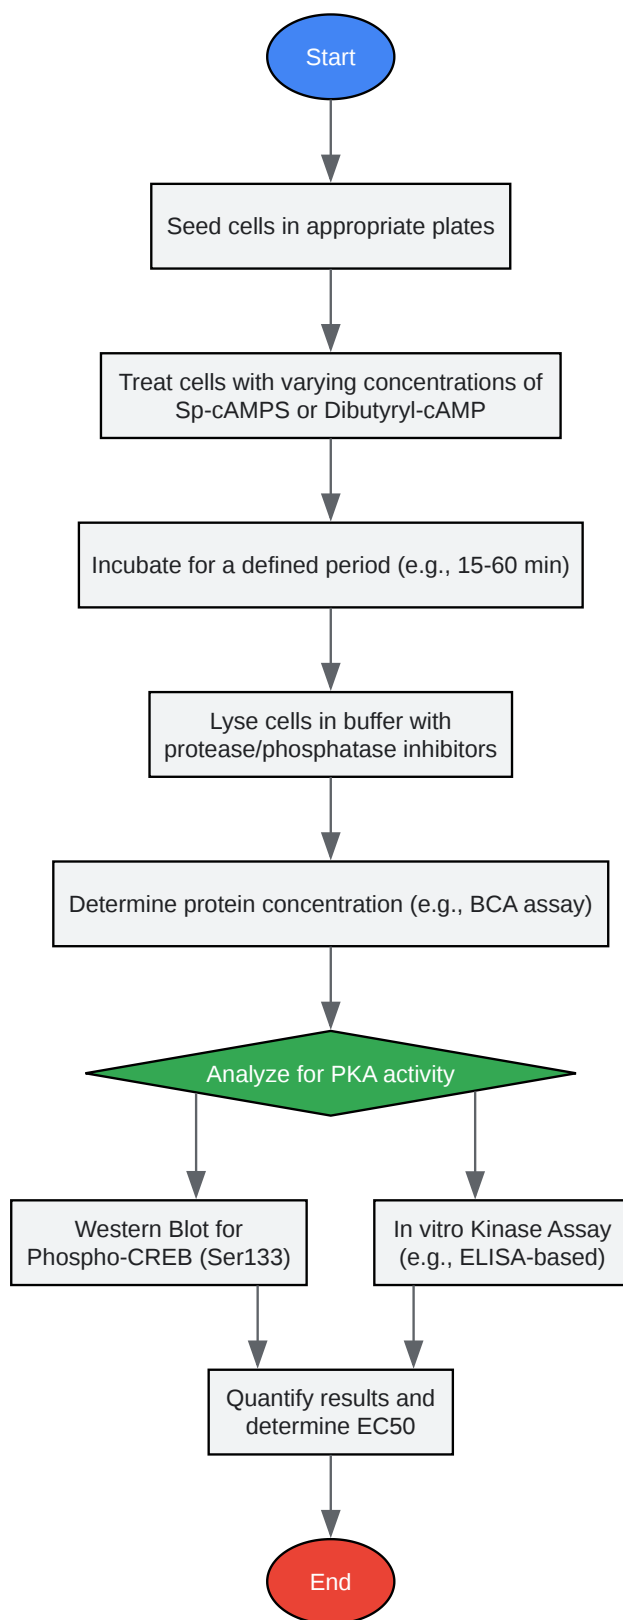 Start
Seed cells in appropriate plates
Treat cells with varying concentrations of
Sp-cAMPS or Dibutyryl-cAMP
Incubate for a defined period (e.g., 15-60 min)
Lyse cells in buffer with
protease/phosphatase inhibitors
Determine protein concentration (e.g., BCA assay)
Analyze for PKA activity
Western Blot for
Phospho-CREB (Ser133)
In vitro Kinase Assay
(e.g., ELISA-based)
Quantify results and
determine EC50
End